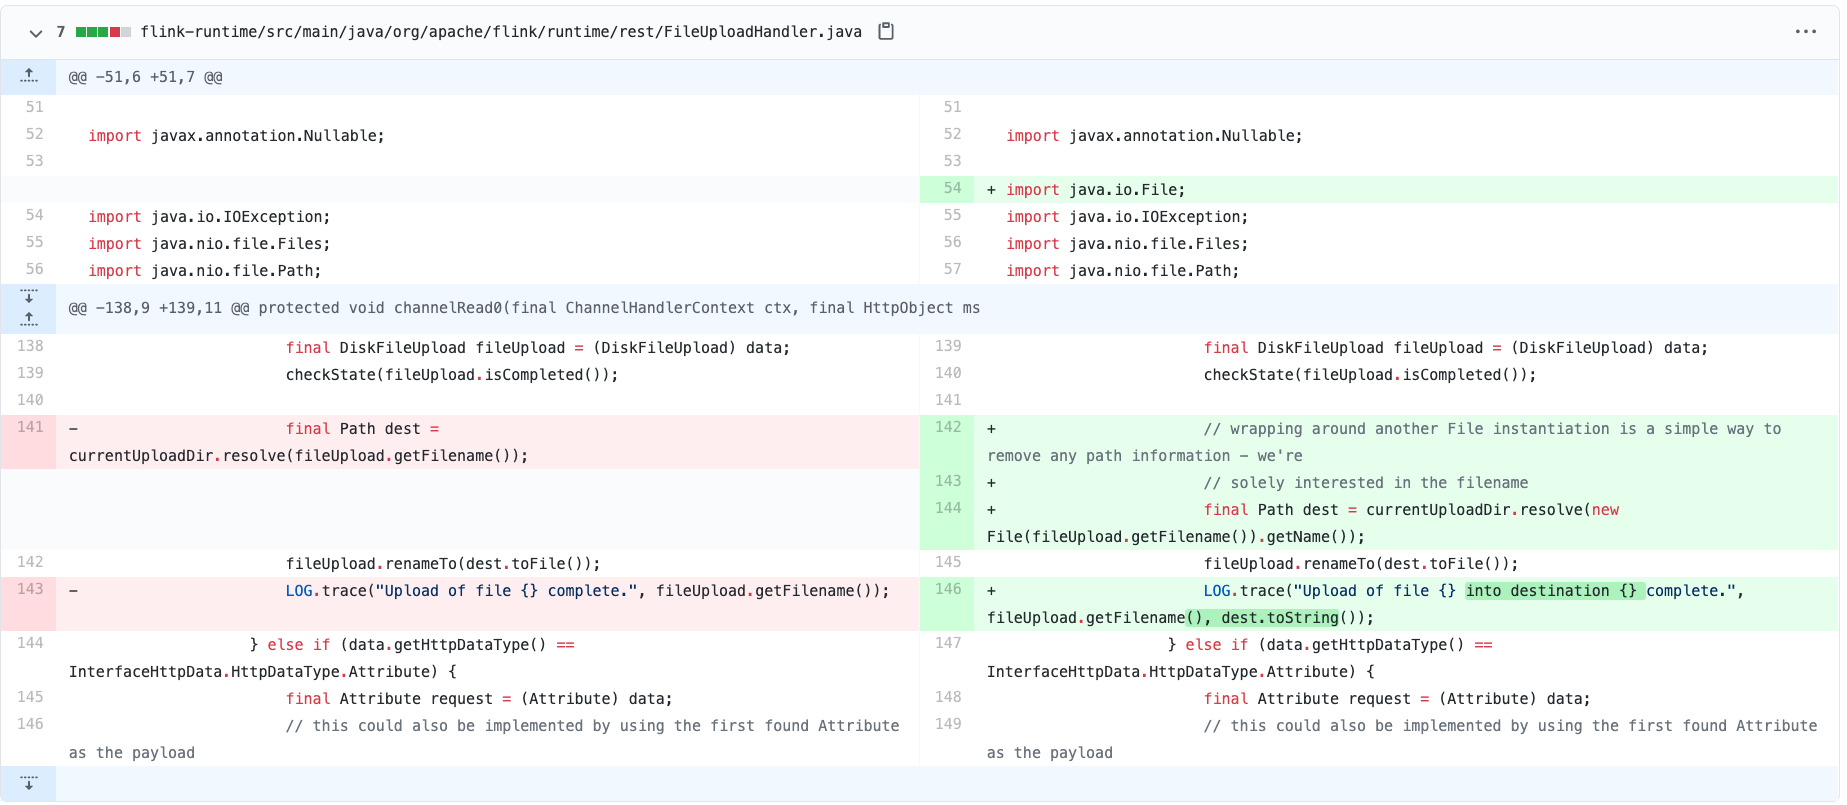 7 flink-runtime/src/main/java/org/apache/flink/runtime/rest/FileUploadHandler.java
@@ -51,6 +51,7 @@
51
52 import javax.annotation.Nullable;
53
54 import java.io.IOException;
55 import java.nio.file.Files;
56 import java.nio.file.Path;
51
52 import javax.annotation.Nullable;
53
54 + import java.io.File;
55 import java.io.IOException;
56 import java.nio.file.Files;
57 import java.nio.file.Path;
@@ -138,9 +139,11 @@ protected void channelRead0(final ChannelHandlerContext ctx, final HttpObject ms
138 final DiskFileUpload fileUpload = (DiskFileUpload) data;
139 checkState(fileUpload.isCompleted());
140
141 - final Path dest =
currentUploadDir.resolve(fileUpload.getFilename());
142 fileUpload.renameTo(dest.toFile());
143 - LOG.trace("Upload of file {} complete.", fileUpload.getFilename());
144 } else if (data.getHttpDataType() ==
InterfaceHttpData.HttpDataType.Attribute) {
145 final Attribute request = (Attribute) data;
146 // this could also be implemented by using the first found Attribute
as the payload
139 final DiskFileUpload fileUpload = (DiskFileUpload) data;
140 checkState(fileUpload.isCompleted());
141
142 + // wrapping around another File instantiation is a simple way to
remove any path information - we're
143 + // solely interested in the filename
144 + final Path dest = currentUploadDir.resolve(new
File(fileUpload.getFilename()).getName());
145 fileUpload.renameTo(dest.toFile());
146 + LOG.trace("Upload of file {} into destination {} complete.",
fileUpload.getFilename(), dest.toString());
147 } else if (data.getHttpDataType() ==
InterfaceHttpData.HttpDataType.Attribute) {
148 final Attribute request = (Attribute) data;
149 // this could also be implemented by using the first found Attribute
as the payload